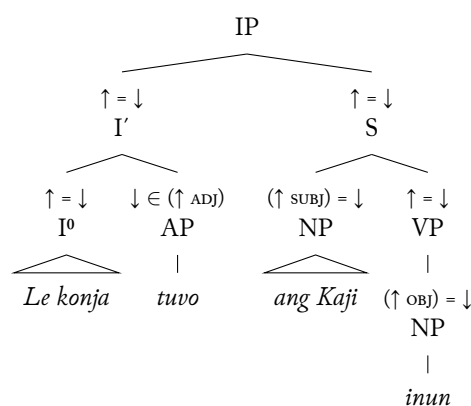 IP
↑ = ↓ ↑ = ↓
I′ S
↑ = ↓ ↓ ∈ (↑ ADJ) (↑ SUBJ) = ↓ ↑ = ↓
I⁰ AP NP VP
Le konja tuvo ang Kaji (↑ OBJ) = ↓
NP
inun